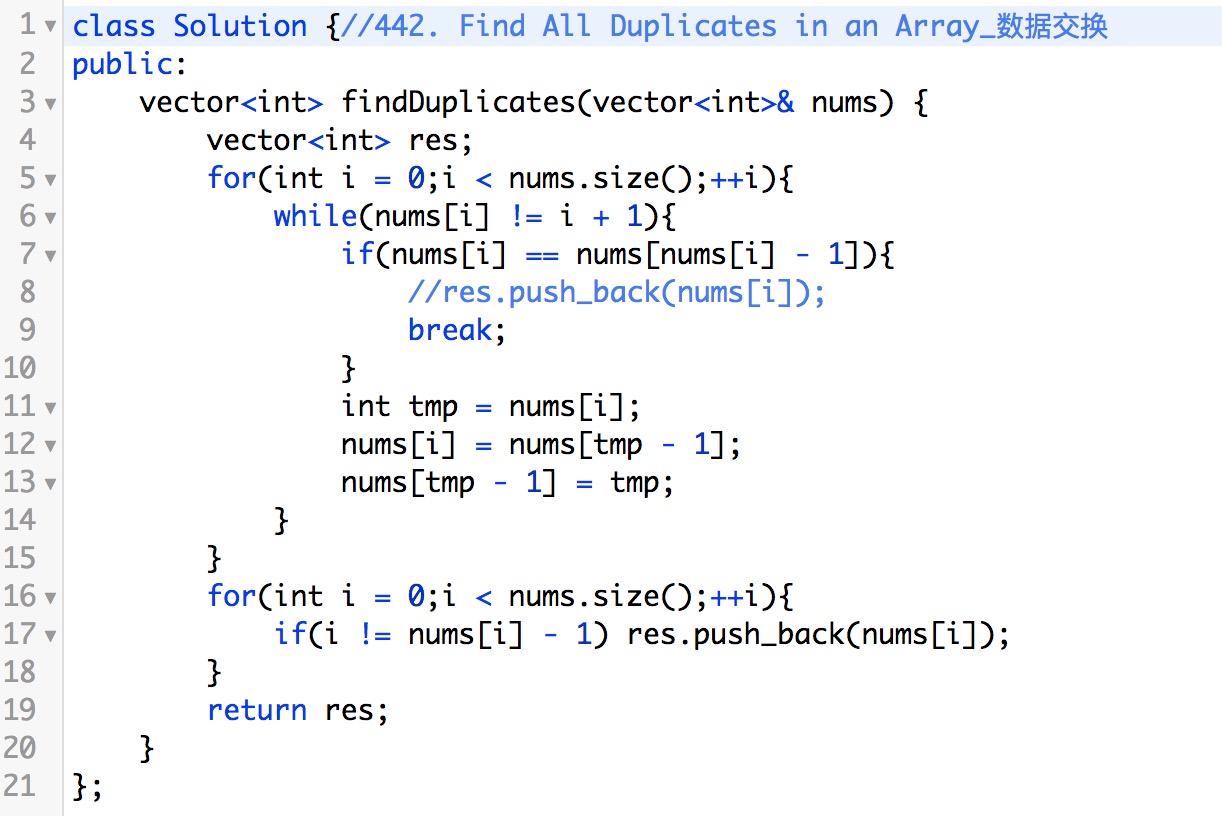 1 class Solution {//442. Find All Duplicates in an Array_数据交换
2 public:
3     vector<int> findDuplicates(vector<int>& nums) {
4         vector<int> res;
5         for(int i = 0;i < nums.size();++i){
6             while(nums[i] != i + 1){
7                 if(nums[i] == nums[nums[i] - 1]){
8                     //res.push_back(nums[i]);
9                     break;
10                 }
11                 int tmp = nums[i];
12                 nums[i] = nums[tmp - 1];
13                 nums[tmp - 1] = tmp;
14             }
15         }
16         for(int i = 0;i < nums.size();++i){
17             if(i != nums[i] - 1) res.push_back(nums[i]);
18         }
19         return res;
20     }
21 };